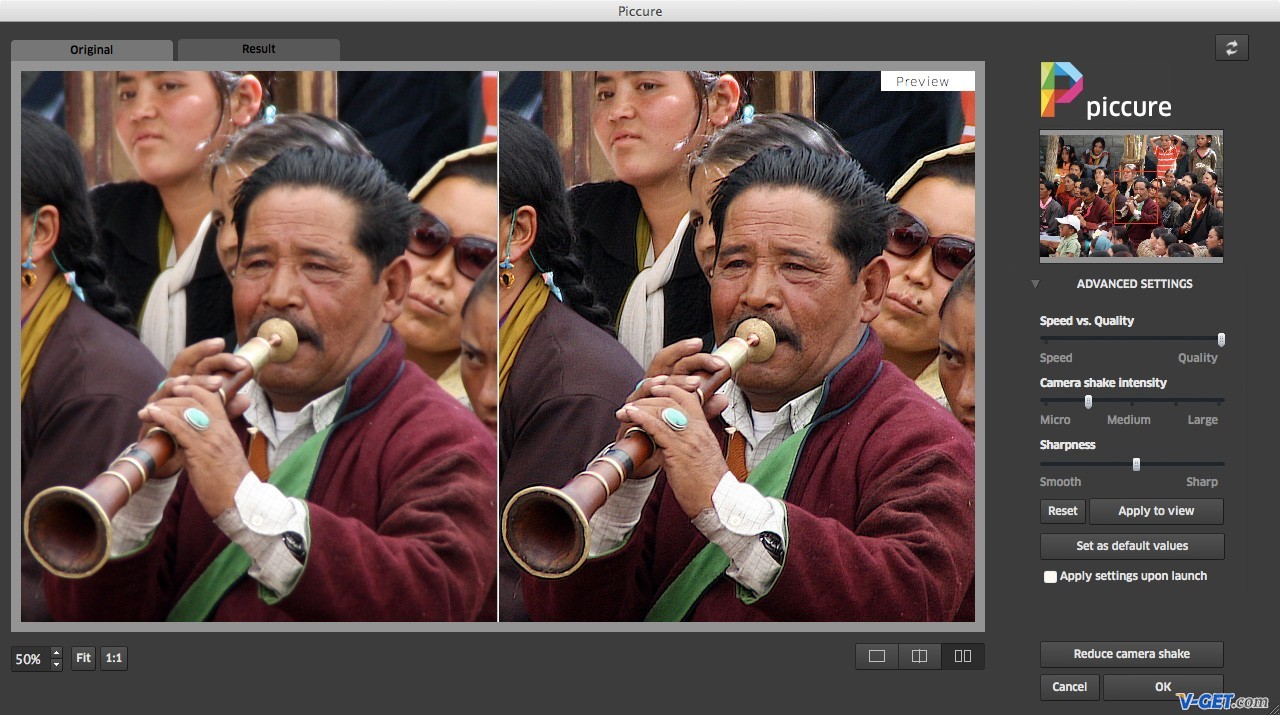 Piccure
Original
Result
Preview
piccure
ADVANCED SETTINGS
Speed vs. Quality
Speed Quality
Camera shake intensity
Micro Medium Large
Sharpness
Smooth Sharp
Reset Apply to view
Set as default values
Apply settings upon launch
50% Fit 1:1
Reduce camera shake
Cancel OK
V-GET.com